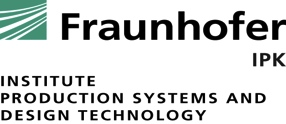 Fraunhofer
IPK
INSTITUTE
PRODUCTION SYSTEMS AND
DESIGN TECHNOLOGY